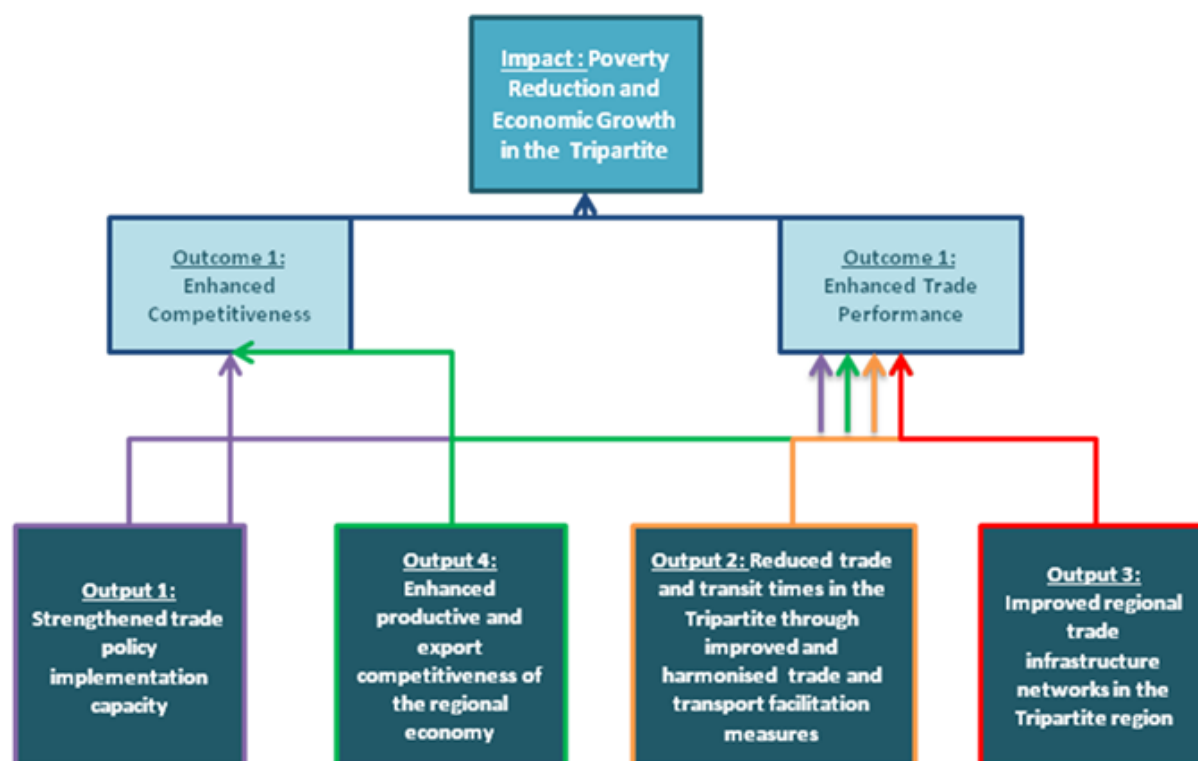 Impact : Poverty
Reduction and
Economic Growth
in the Tripartite
Outcome 1:
Enhanced
Competitiveness
Outcome 1:
Enhanced Trade
Performance
Output 1:
Strengthened trade
policy
implementation
capacity
Output 4:
Enhanced
productive and
export
competitiveness of
the regional
economy
Output 2: Reduced trade
and transit times in the
Tripartite through
improved and
harmonised trade and
transport facilitation
measures
Output 3:
Improved regional
trade
infrastructure
networks in the
Tripartite region